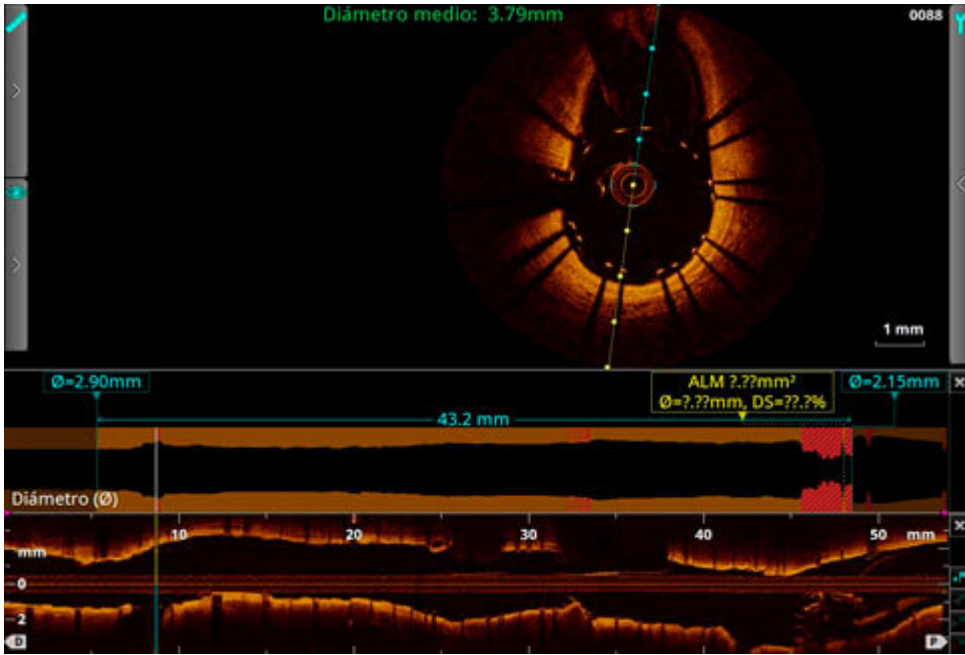 Diámetro medio: 3.79mm
0088
1 mm
Ø=2.90mm
ALM ?.??mm²
Ø=?.??mm, DS=??.?%
Ø=2.15mm
43.2 mm
Diámetro (Ø)
10 20 30 40 50 mm
mm
0
2
D P